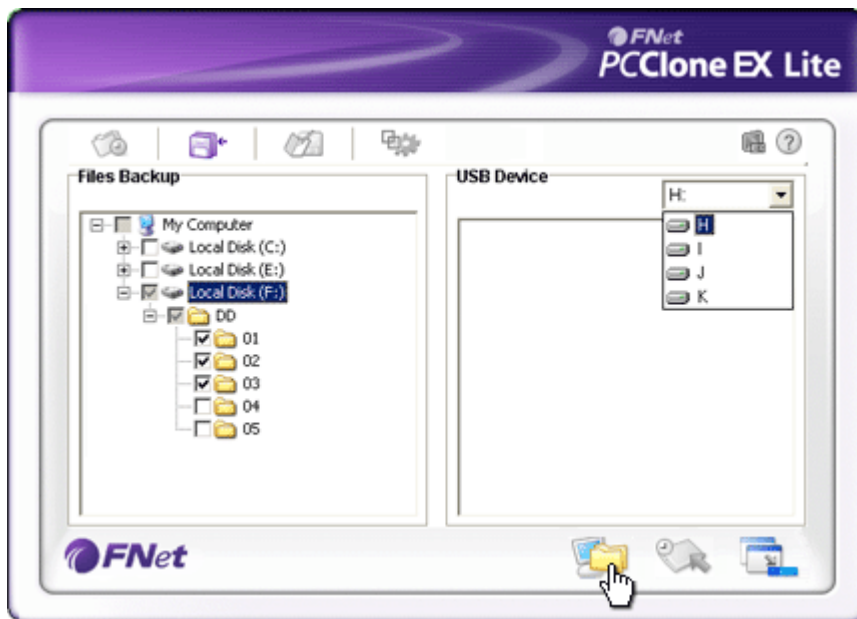 FNet
PCClone EX Lite
?
Files Backup
USB Device
H:
My Computer
H
Local Disk (C:)
I
Local Disk (E:)
J
Local Disk (F:)
K
DD
01
02
03
04
05
FNet